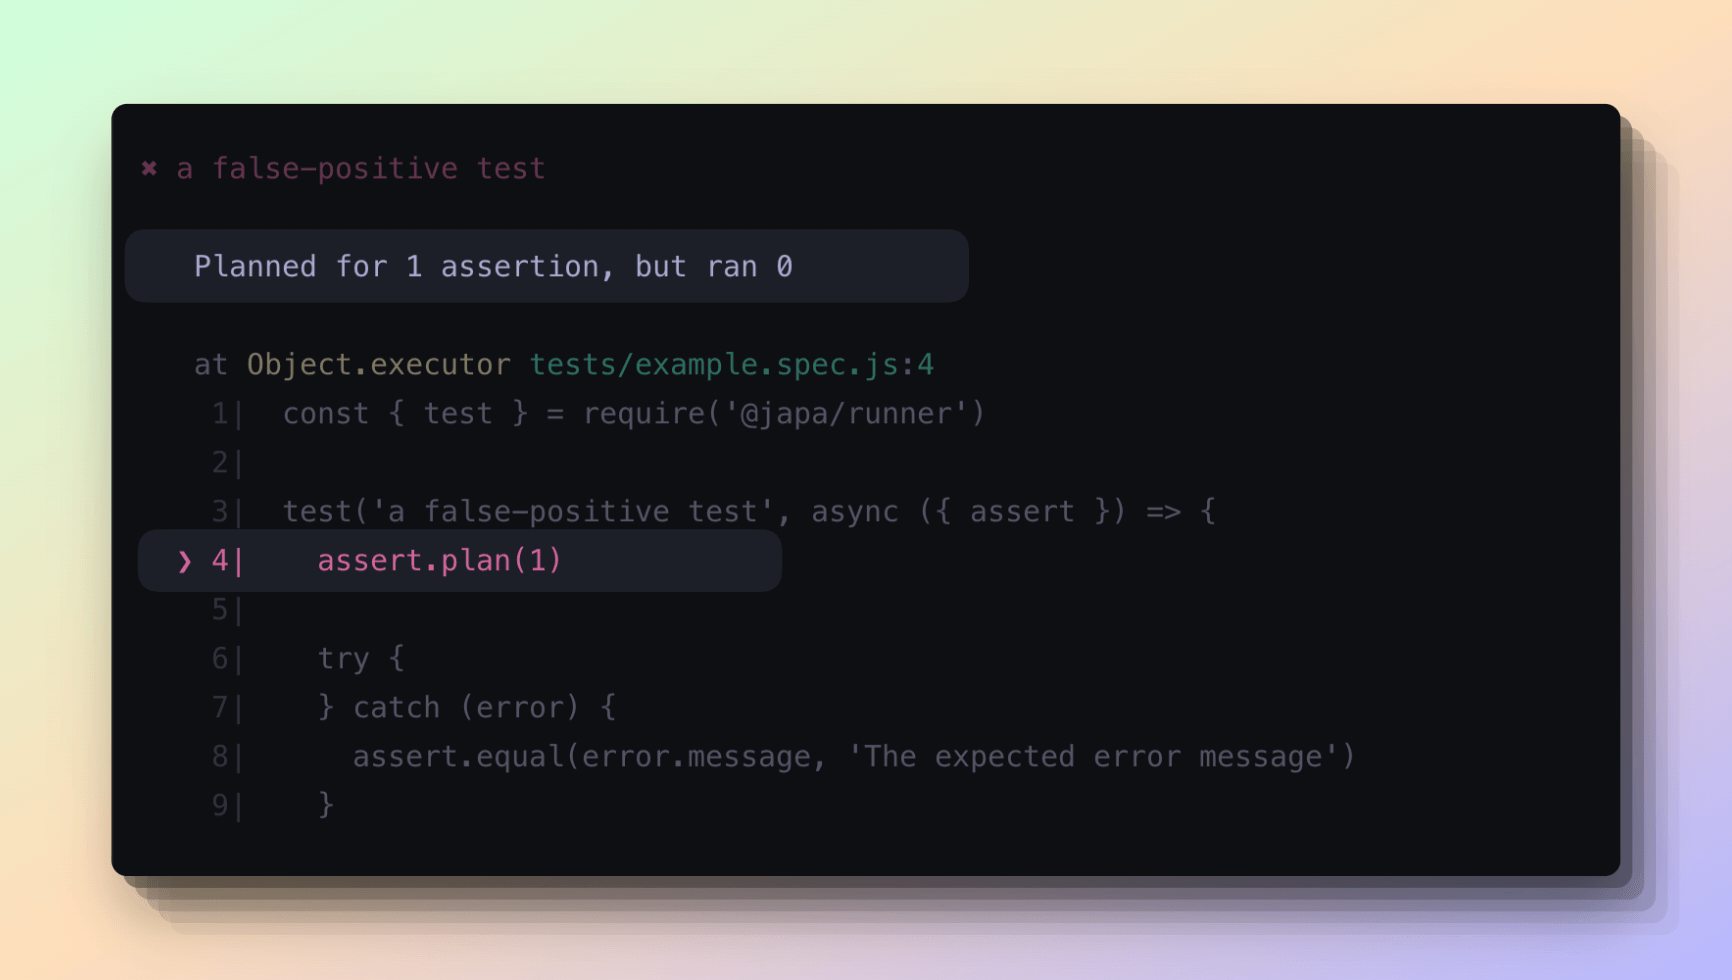 ✖ a false-positive test
Planned for 1 assertion, but ran 0
at Object.executor tests/example.spec.js:4
1|  const { test } = require('@japa/runner')
2|
3|  test('a false-positive test', async ({ assert }) => {
❯ 4|    assert.plan(1)
5|
6|    try {
7|    } catch (error) {
8|      assert.equal(error.message, 'The expected error message')
9|    }